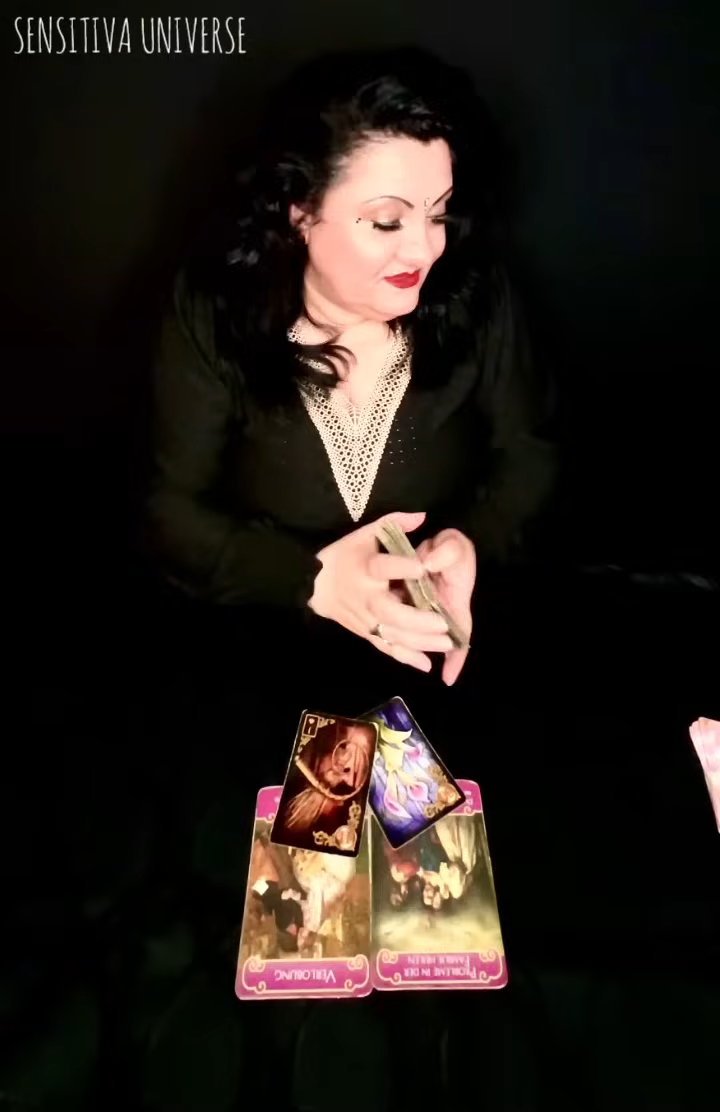 SENSITIVA UNIVERSE
VERLOBUNG
PROBLEME IN DER
FAMILIE HEILEN